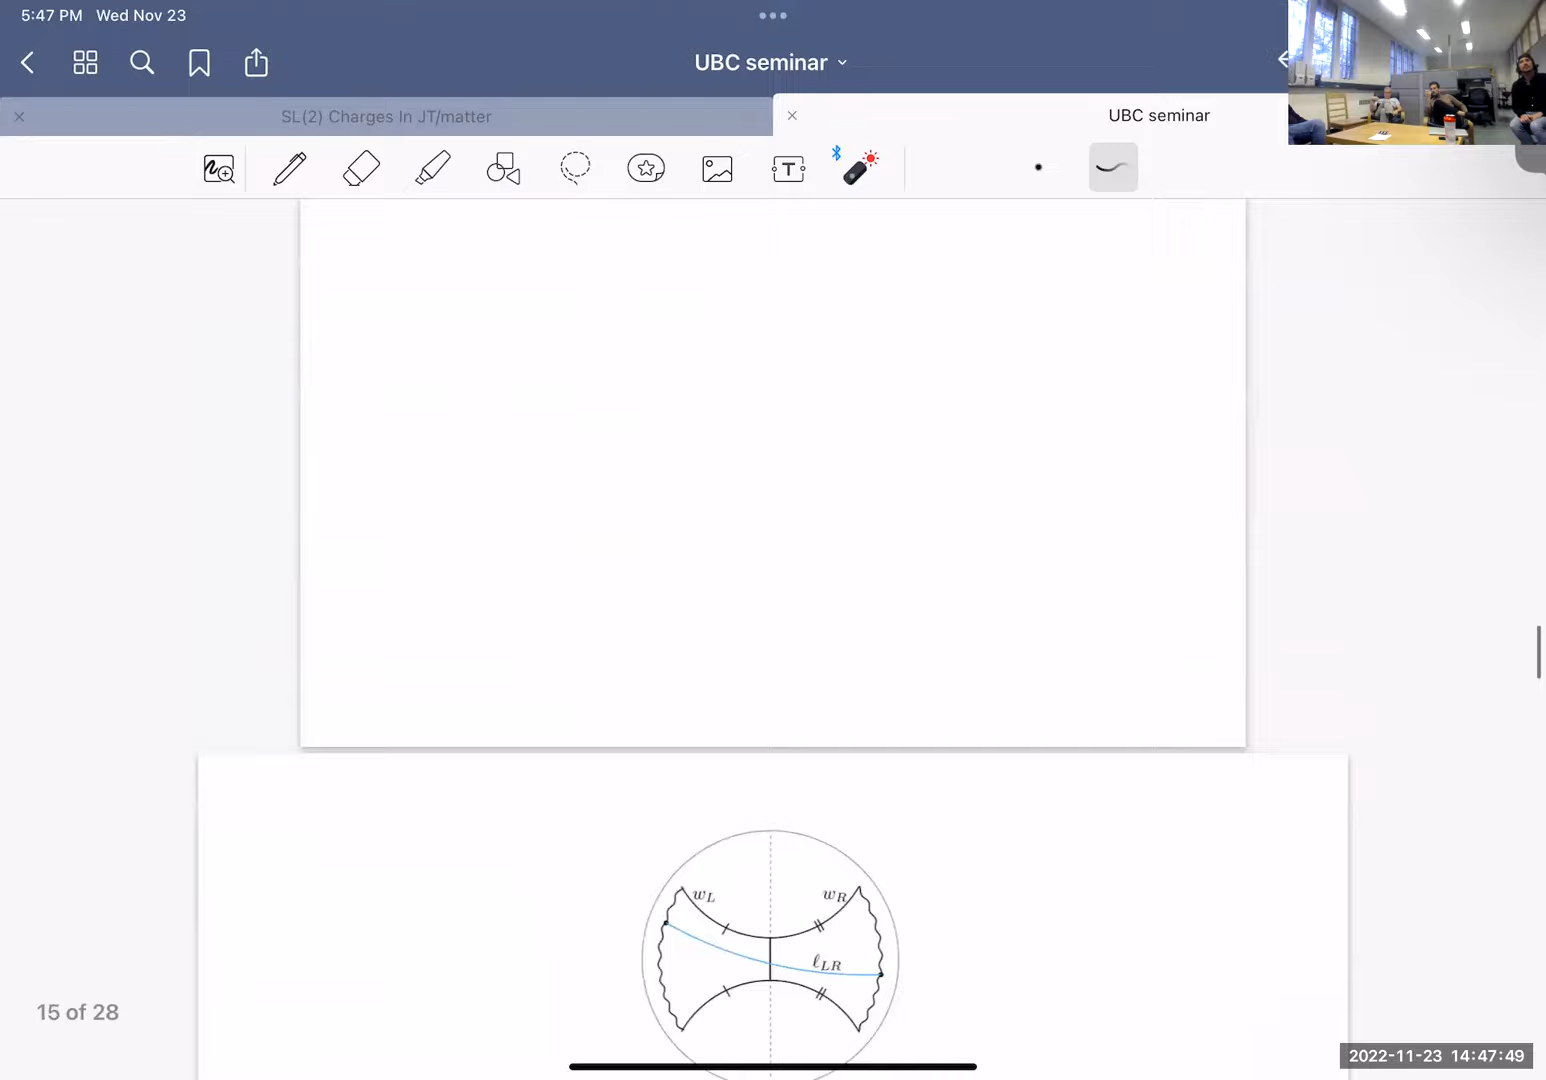 5:47 PM Wed Nov 23
UBC seminar
SL(2) Charges In JT/matter
UBC seminar
T
w_L
w_R
ℓ_LR
15 of 28
2022-11-23 14:47:49